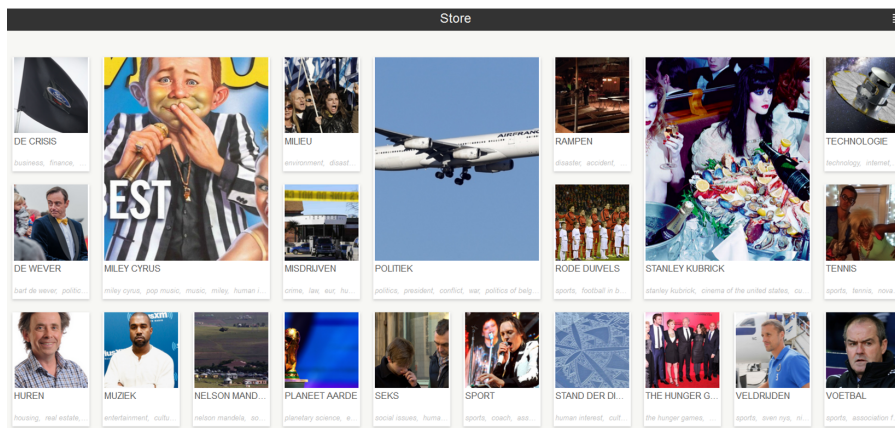 Store
DE CRISIS
business, finance, ...
BEST
MILEY CYRUS
miley cyrus, pop music, music, miley, human i...
MILIEU
environment, disast...
AIRFRANC
POLITIEK
politics, president, conflict, war, politics of belg...
RAMPEN
disaster, accident, ...
STANLEY KUBRICK
stanley kubrick, cinema of the united states, cu...
TECHNOLOGIE
technology, internet...
DE WEVER
bart de wever, politic...
MISDRIJVEN
crime, law, eur, hu...
RODE DUIVELS
sports, football in b...
TENNIS
sports, tennis, nova...
HUREN
housing, real estate, ...
MUZIEK
entertainment, cultu...
NELSON MAND...
nelson mandela, so...
PLANEET AARDE
planetary science, e...
SEKS
social issues, huma...
SPORT
sports, coach, ass...
STAND DER DI...
human interest, cult...
THE HUNGER G...
the hunger games, ...
VELDRIJDEN
sports, sven nys, ni...
VOETBAL
sports, association f